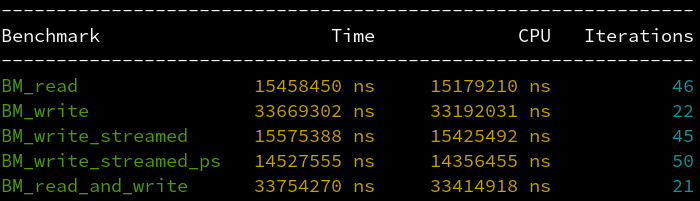 ---------------------------------------------------------------
Benchmark                     Time             CPU   Iterations
---------------------------------------------------------------
BM_read                15458450 ns     15179210 ns           46
BM_write               33669302 ns     33192031 ns           22
BM_write_streamed      15575388 ns     15425492 ns           45
BM_write_streamed_ps   14527555 ns     14356455 ns           50
BM_read_and_write      33754270 ns     33414918 ns           21